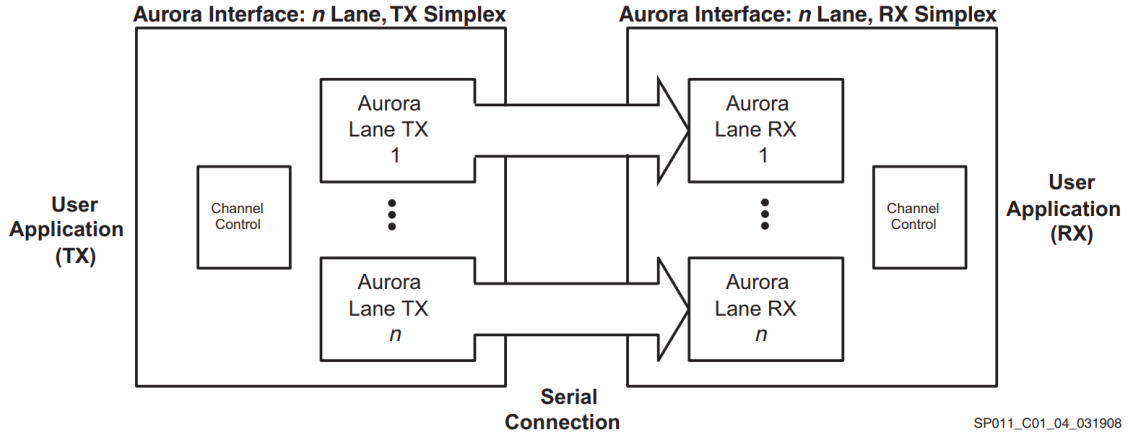 Aurora Interface: n Lane, TX Simplex
Aurora Interface: n Lane, RX Simplex
Aurora
Lane TX
1
Aurora
Lane RX
1
User
Application
(TX)
Channel
Control
Channel
Control
User
Application
(RX)
Aurora
Lane TX
n
Aurora
Lane RX
n
Serial
Connection
SP011_C01_04_031908